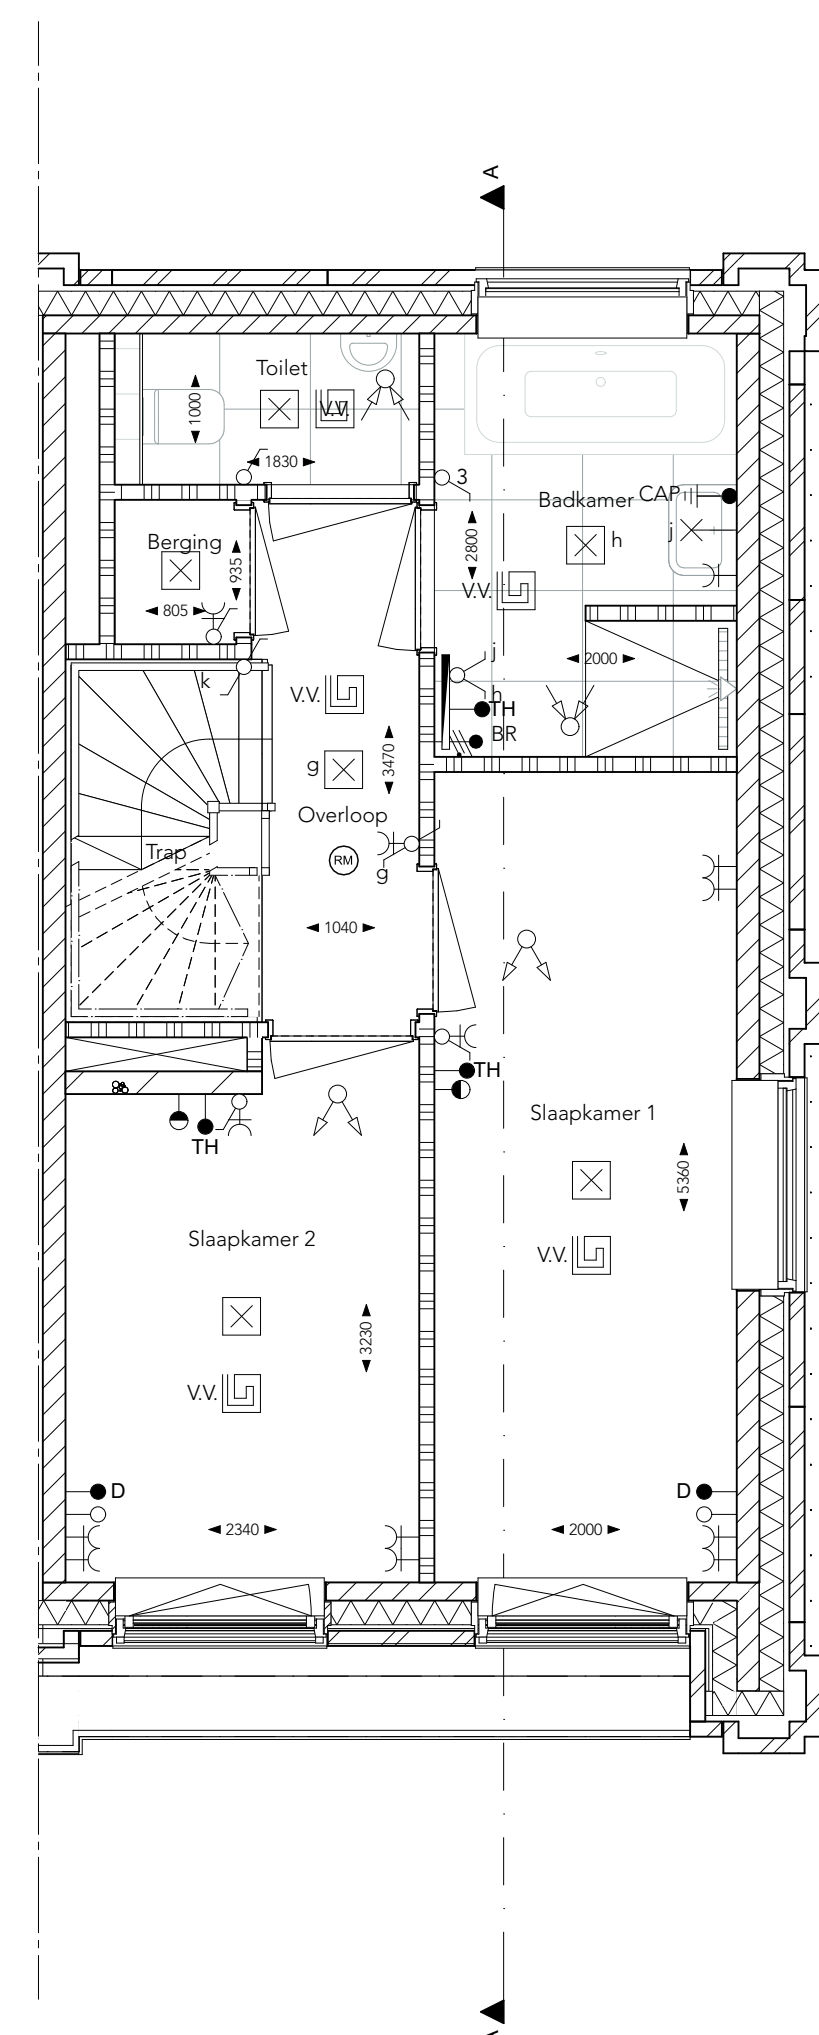 A
Toilet
V.V.
1000
1830
3
Badkamer
CAP
j
h
2800
Berging
935
805
V.V.
k
2000
j
h
TH
BR
V.V.
g
3470
Overloop
Trap
RM
g
1040
TH
TH
Slaapkamer 1
5360
V.V.
Slaapkamer 2
3230
V.V.
D
D
2340
2000